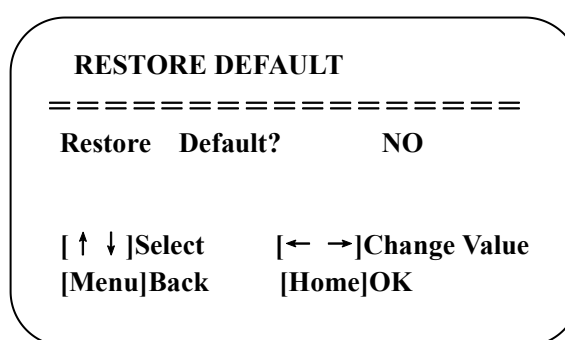 RESTORE DEFAULT
=================
Restore Default? NO
[↑ ↓]Select [← →]Change Value
[Menu]Back [Home]OK